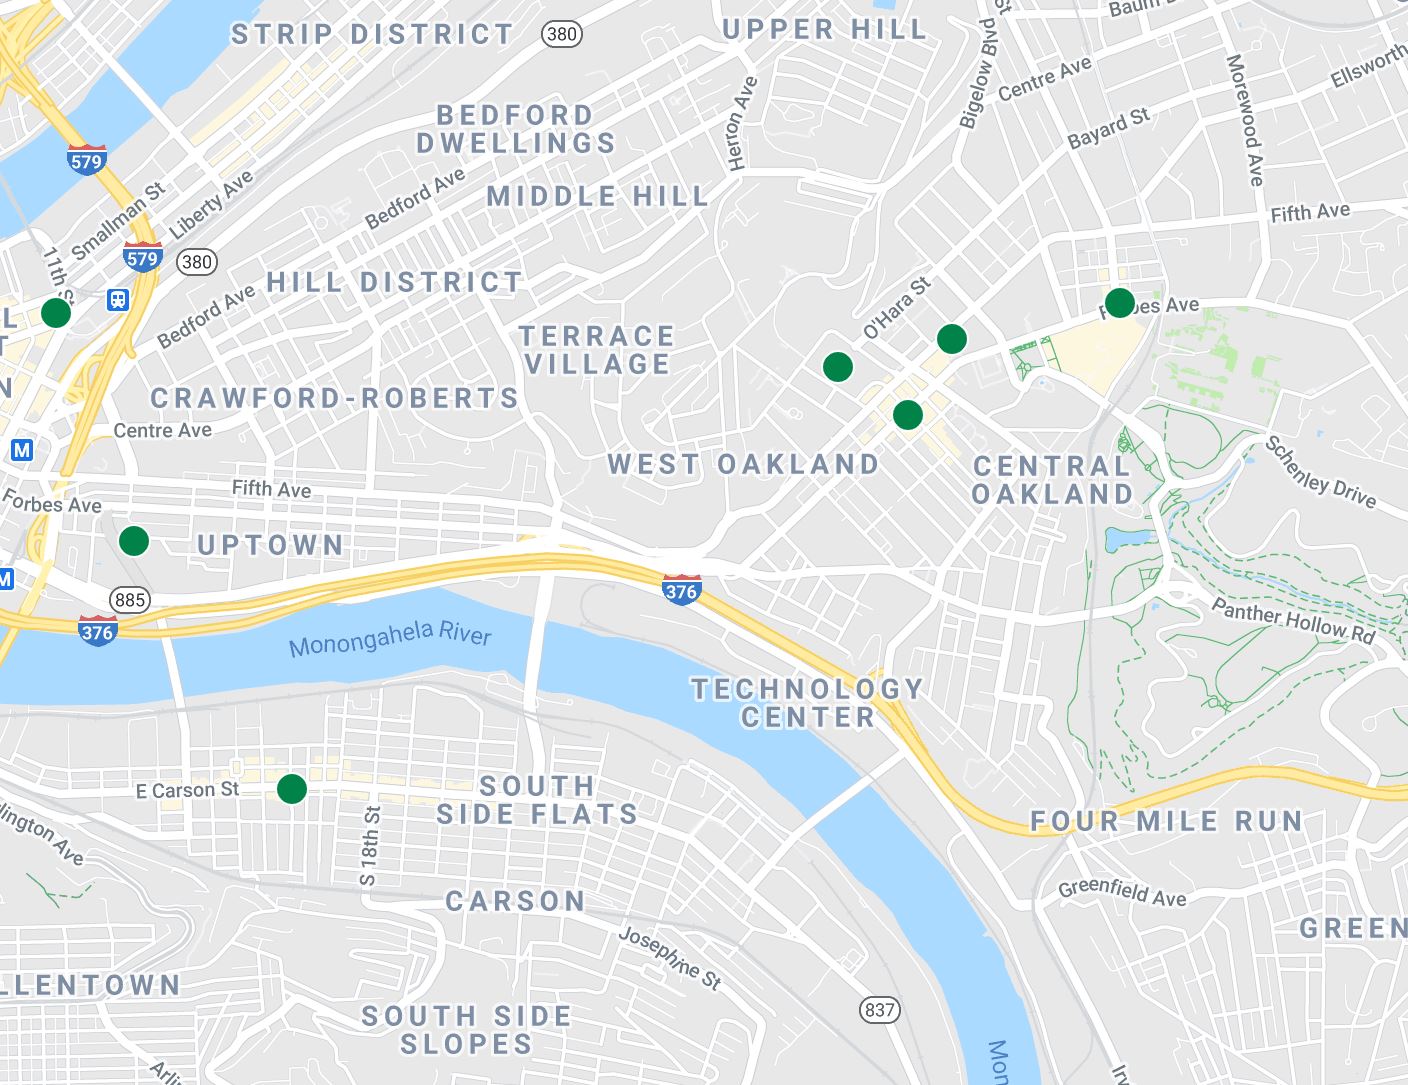 STRIP DISTRICT
380
UPPER HILL
Bigelow Blvd
Baum
Centre Ave
Ellsworth
Morewood Ave
BEDFORD
DWELLINGS
Herron Ave
Bayard St
579
MIDDLE HILL
Bedford Ave
Smallman St
Liberty Ave
Fifth Ave
579
380
11th St
HILL DISTRICT
Bedford Ave
O'Hara St
Forbes Ave
L
T
N
TERRACE
VILLAGE
CRAWFORD-ROBERTS
Centre Ave
M
WEST OAKLAND
CENTRAL
OAKLAND
Schenley Drive
Fifth Ave
Forbes Ave
UPTOWN
M
885
376
376
Panther Hollow Rd
Monongahela River
TECHNOLOGY
CENTER
E Carson St
SOUTH
SIDE FLATS
FOUR MILE RUN
lington Ave
S 18th St
Greenfield Ave
CARSON
GREEN
Josephine St
LLENTOWN
SOUTH SIDE
SLOPES
837
Mon
Arli
Irv